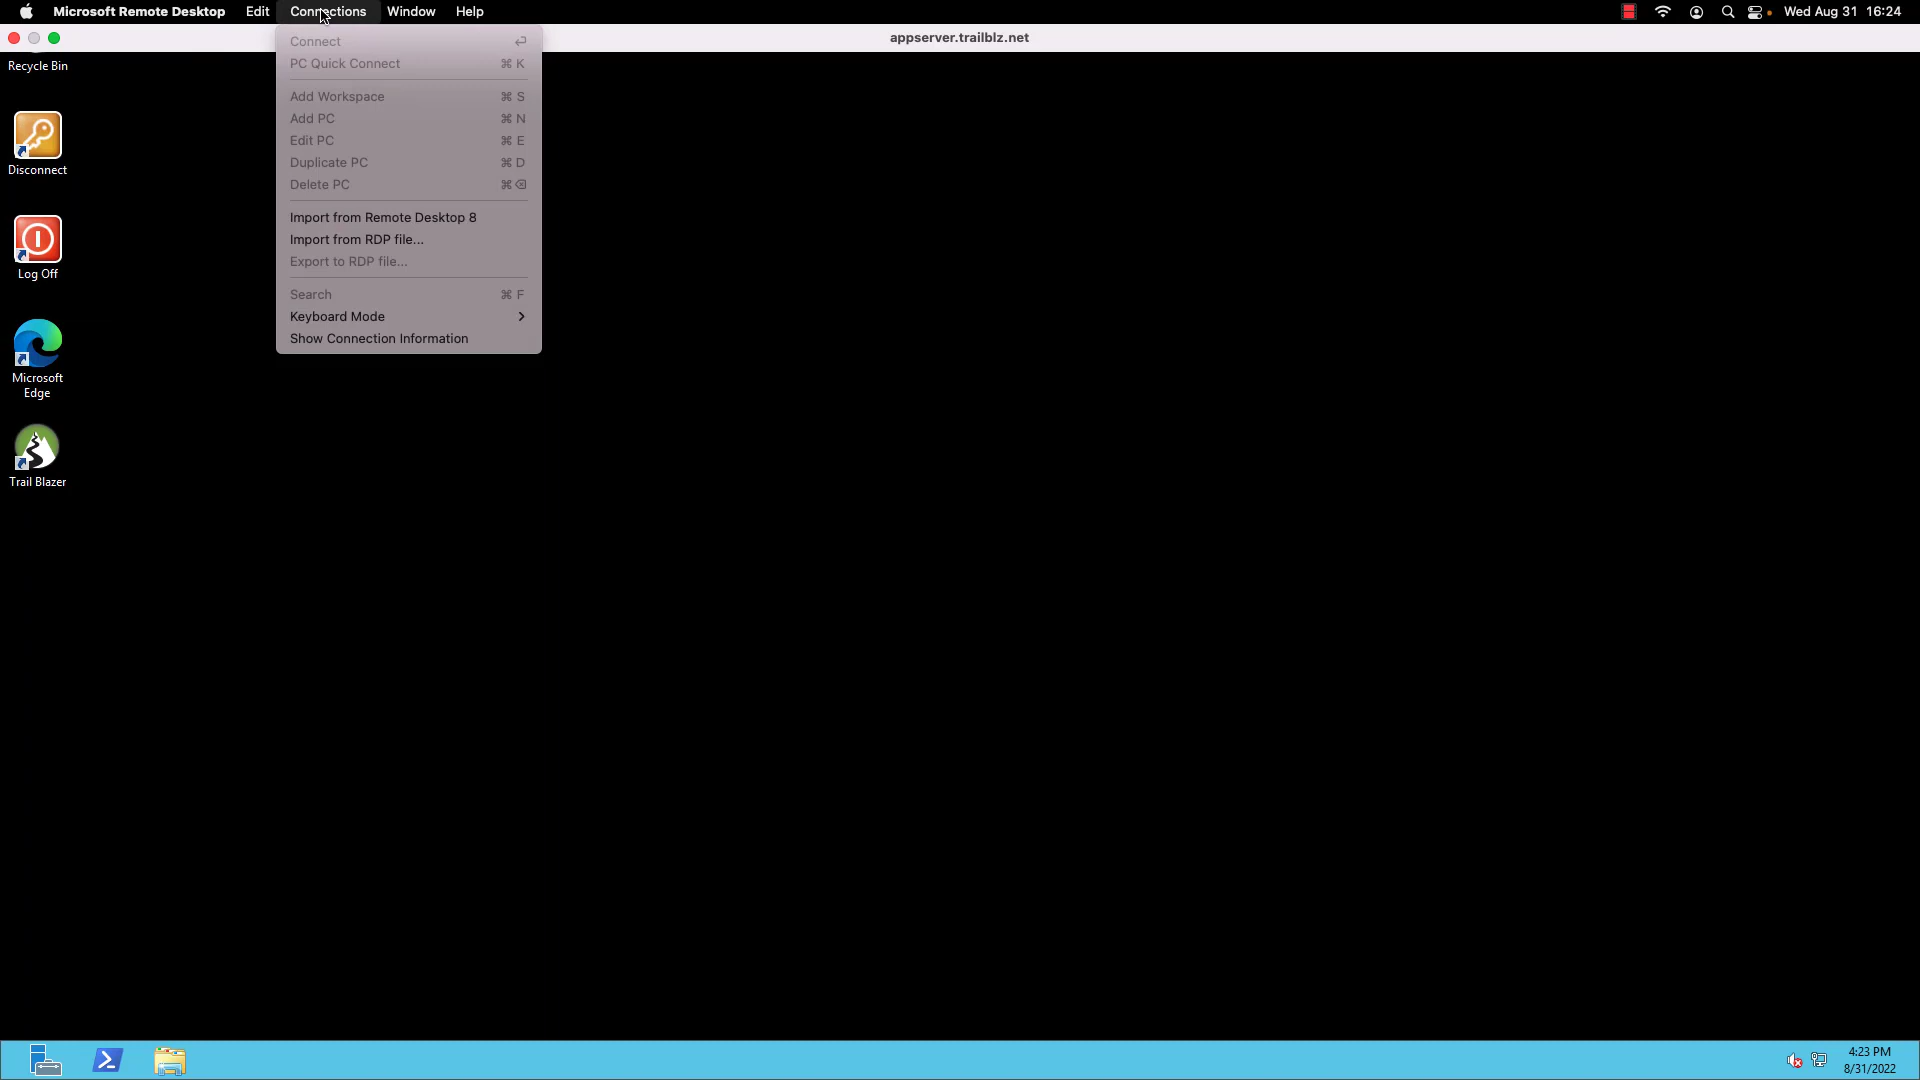 Microsoft Remote Desktop Edit Connections Window Help Wed Aug 31 16:24
appserver.trailblz.net
Connect
PC Quick Connect ⌘ K
Add Workspace ⌘ S
Add PC ⌘ N
Edit PC ⌘ E
Duplicate PC ⌘ D
Delete PC ⌘
Import from Remote Desktop 8
Import from RDP file...
Export to RDP file...
Search ⌘ F
Keyboard Mode
Show Connection Information
Recycle Bin
Disconnect
Log Off
Microsoft
Edge
Trail Blazer
4:23 PM
8/31/2022